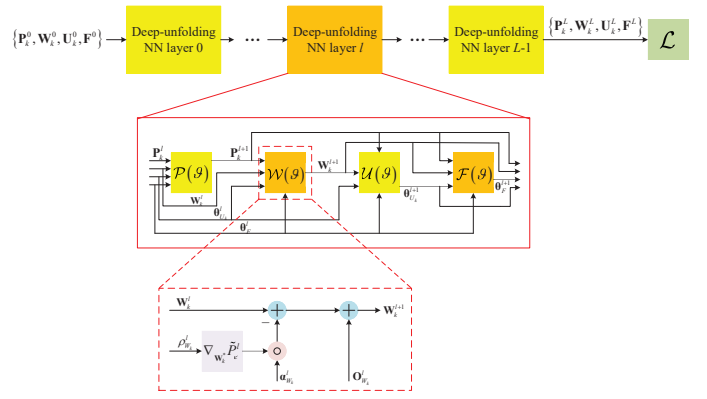 {P_k^0, W_k^0, U_k^0, F^0}
Deep-unfolding
NN layer 0
...
Deep-unfolding
NN layer l
...
Deep-unfolding
NN layer L-1
{P_k^L, W_k^L, U_k^L, F^L}
ℒ
P_k^l
𝒫(ϑ)
P_k^{l+1}
𝒲(ϑ)
W_k^{l+1}
𝒰(ϑ)
θ_{U_k}^{l+1}
ℱ(ϑ)
θ_F^{l+1}
W_k^l
θ_{U_k}^l
θ_F^l
W_k^l
+
+
W_k^{l+1}
−
ρ_{W_k}^l
∇_{W_k^*} P̃_e^l
∘
α_{W_k}^l
O_{W_k}^l